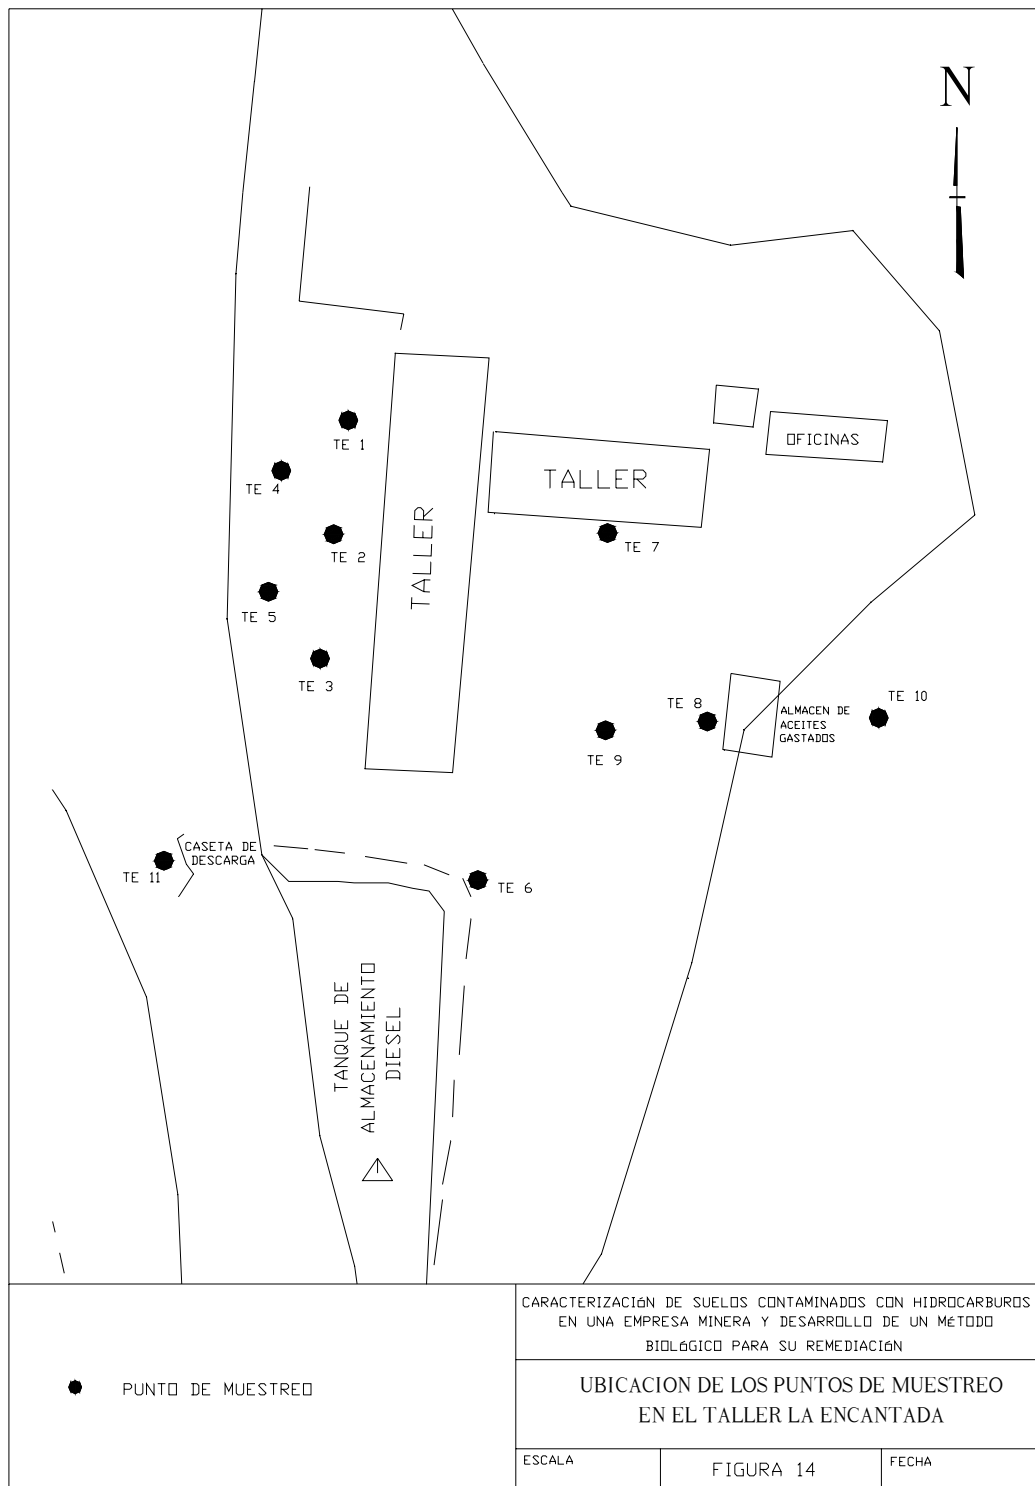 N
TE 1
TE 4
TE 2
TE 5
TE 3
TALLER
TALLER
OFICINAS
TE 7
TE 8
TE 9
ALMACEN DE
ACEITES
GASTADOS
TE 10
CASETA DE
DESCARGA
TE 11
TE 6
TANQUE DE
ALMACENAMIENTO
DIESEL
PUNTO DE MUESTREO
CARACTERIZACIóN DE SUELOS CONTAMINADOS CON HIDROCARBUROS
EN UNA EMPRESA MINERA Y DESARROLLO DE UN MéTODO
BIOLóGICO PARA SU REMEDIACIóN
UBICACION DE LOS PUNTOS DE MUESTREO
EN EL TALLER LA ENCANTADA
ESCALA
FIGURA 14
FECHA